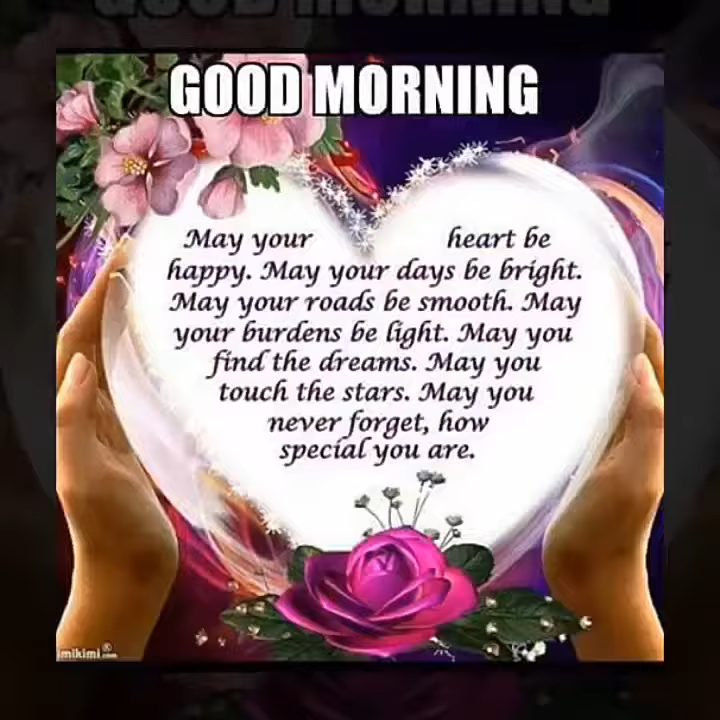 GOOD MORNING
May your heart be
happy. May your days be bright.
May your roads be smooth. May
your burdens be light. May you
find the dreams. May you
touch the stars. May you
never forget, how
special you are.
imikimi®.com